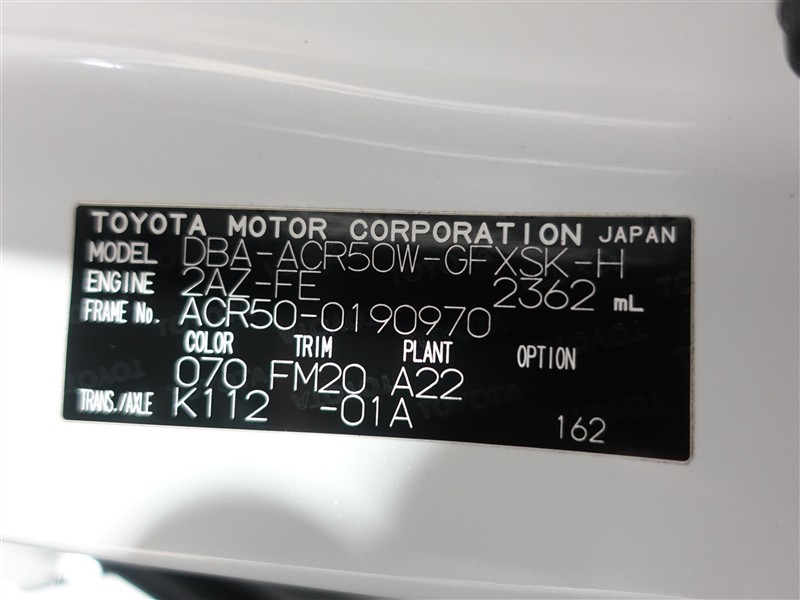 TOYOTA MOTOR CORPORATION JAPAN
MODEL DBA-ACR50W-GFXSK-H
ENGINE 2AZ-FE 2362 mL
FRAME No. ACR50-0190970
COLOR TRIM PLANT OPTION
070 FM20 A22
TRANS./AXLE K112 -01A 162